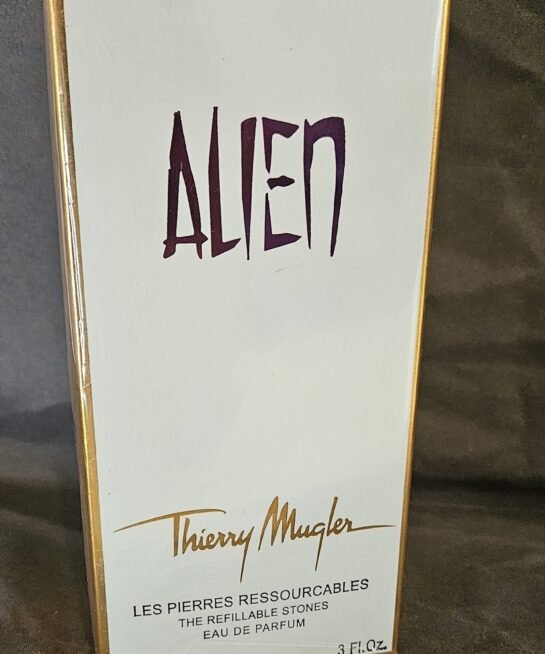 ALIEN
Thierry Mugler
LES PIERRES RESSOURCABLES
THE REFILLABLE STONES
EAU DE PARFUM
3 Fl.Oz